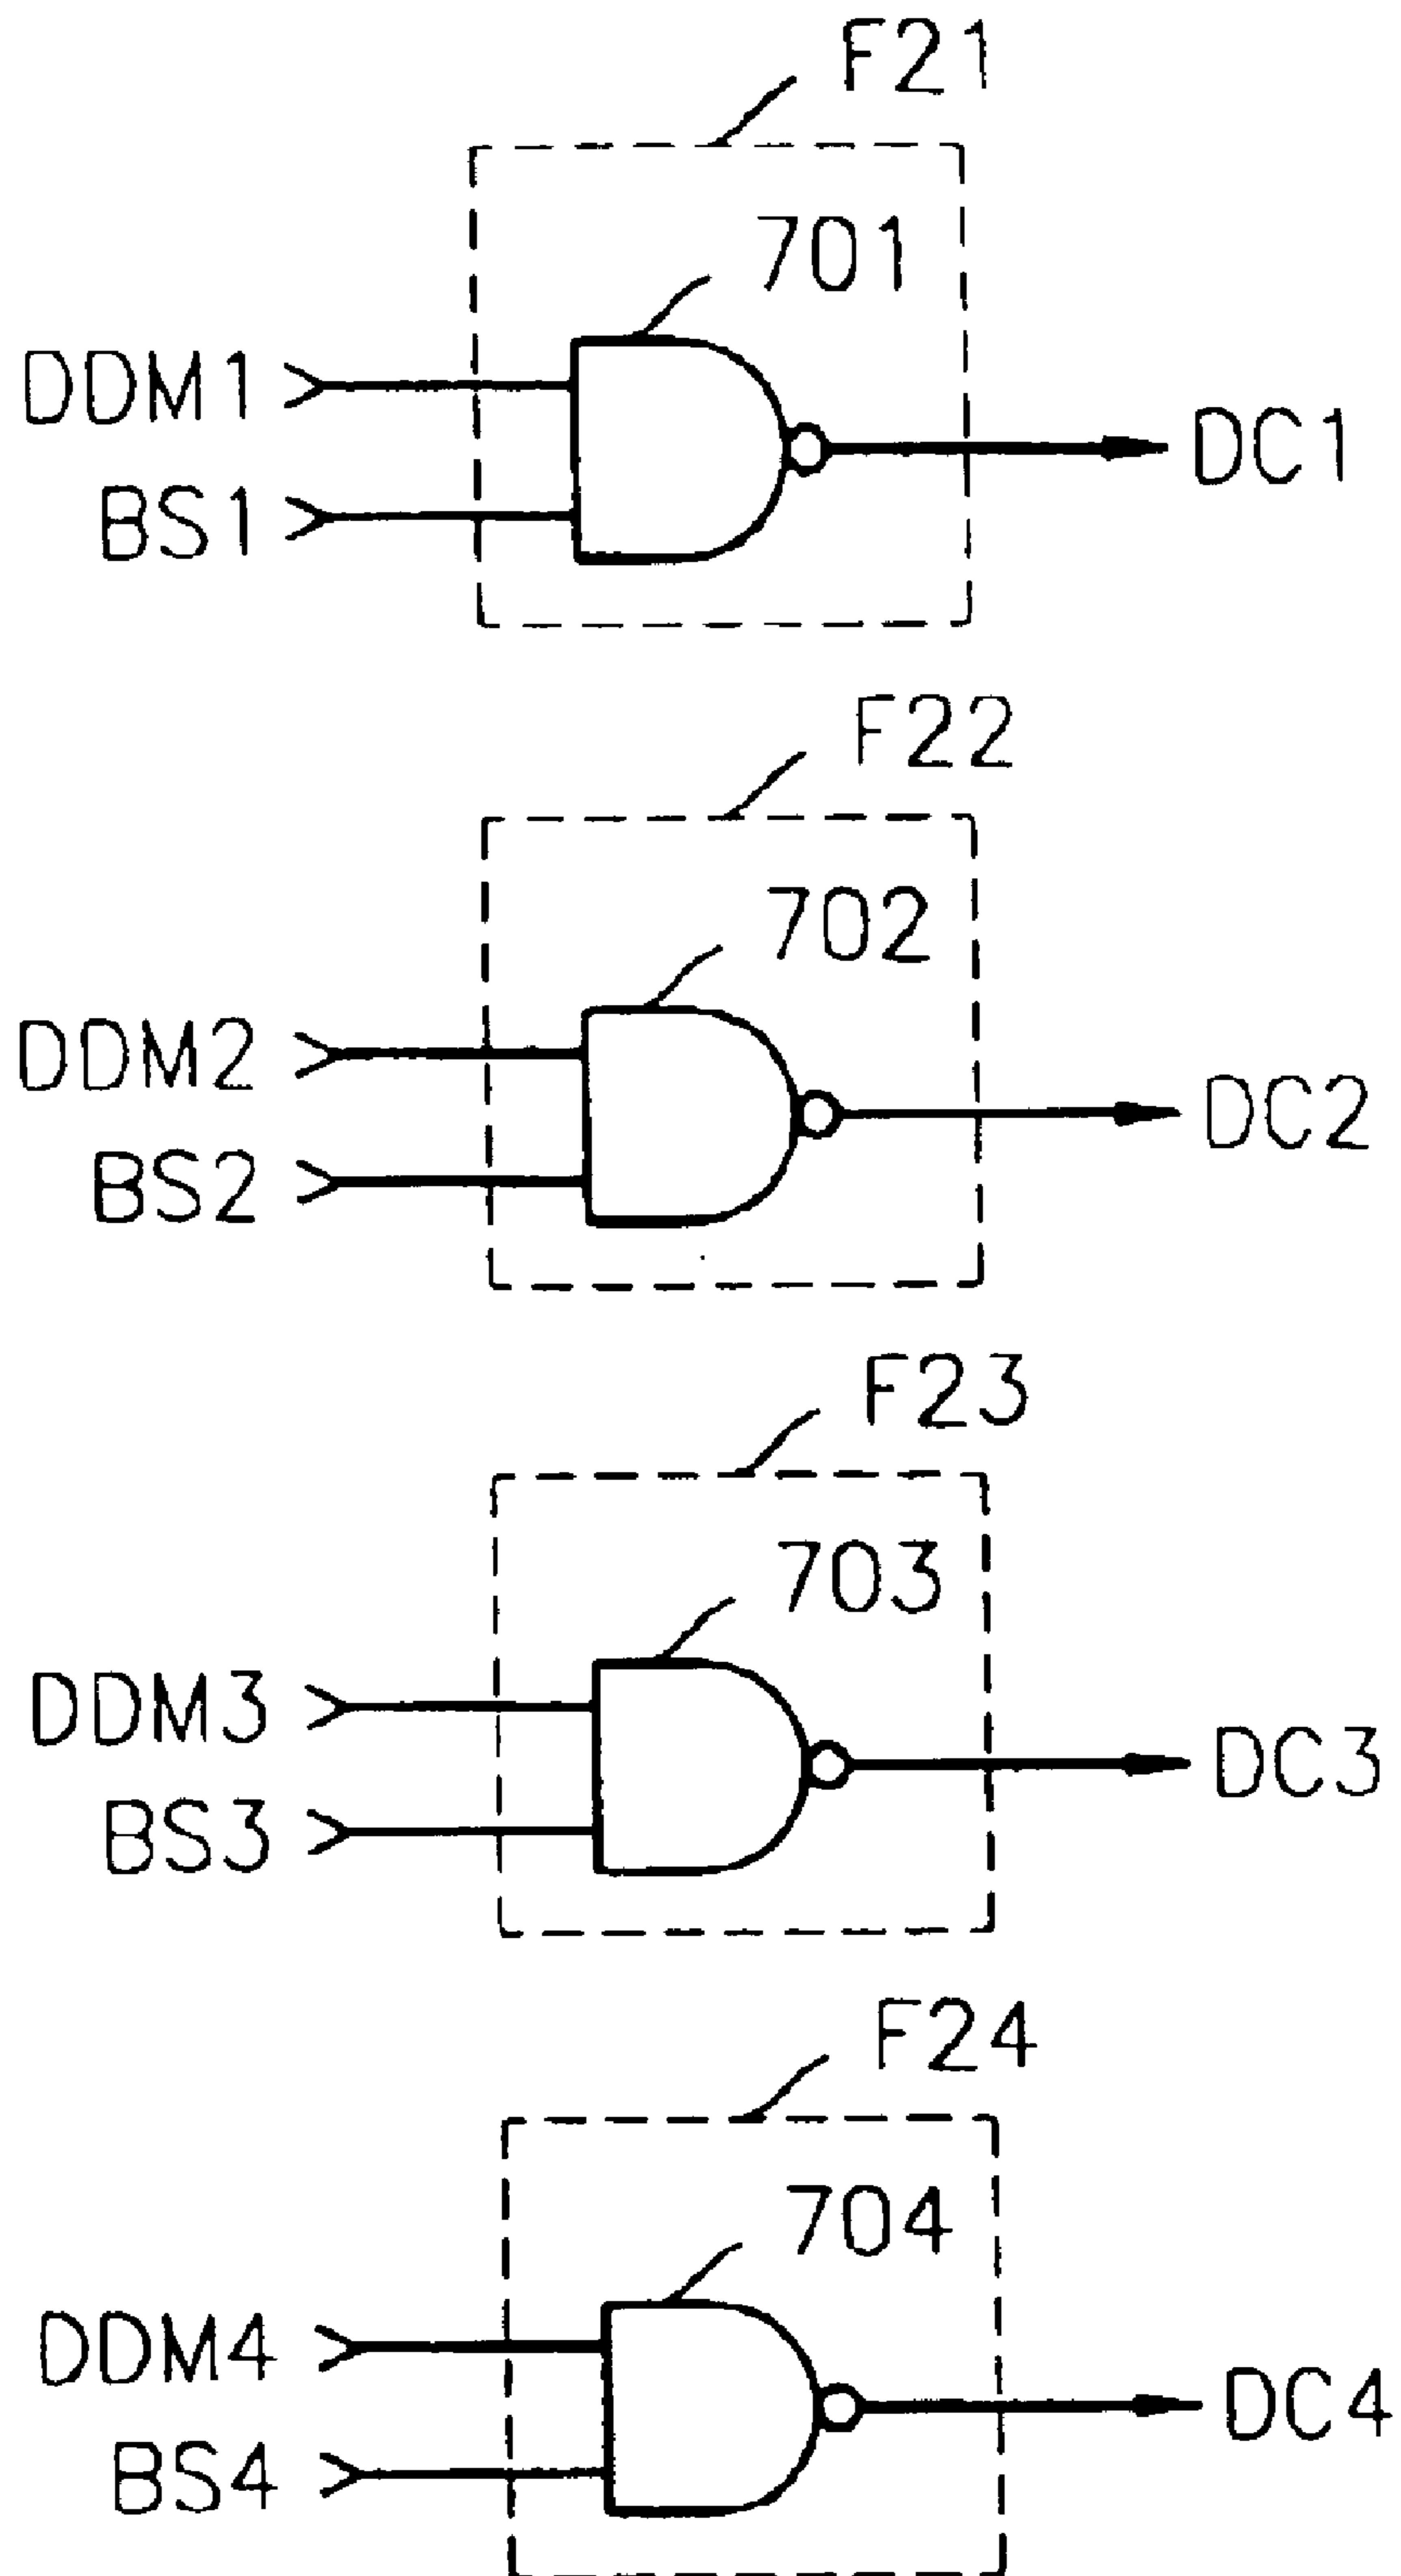 F21
701
DDM1
DC1
BS1
F22
702
DDM2
DC2
BS2
F23
703
DDM3
DC3
BS3
F24
704
DDM4
DC4
BS4